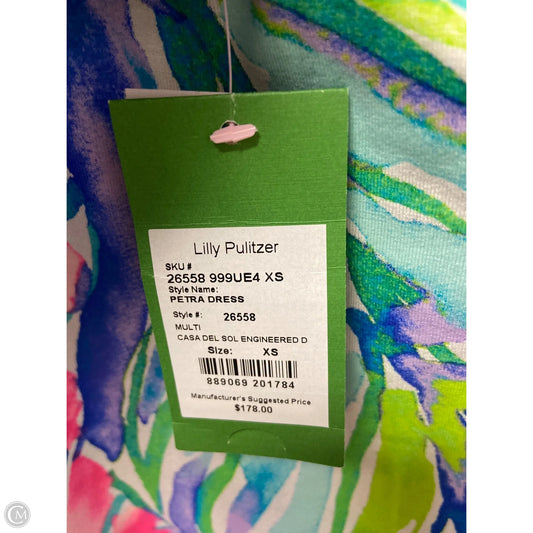 Lilly Pulitzer
SKU #
26558 999UE4 XS
Style Name:
PETRA DRESS
Style #: 26558
MULTI
CASA DEL SOL ENGINEERED D
Size: XS
889069 201784
Manufacturer's Suggested Price
$178.00
CM